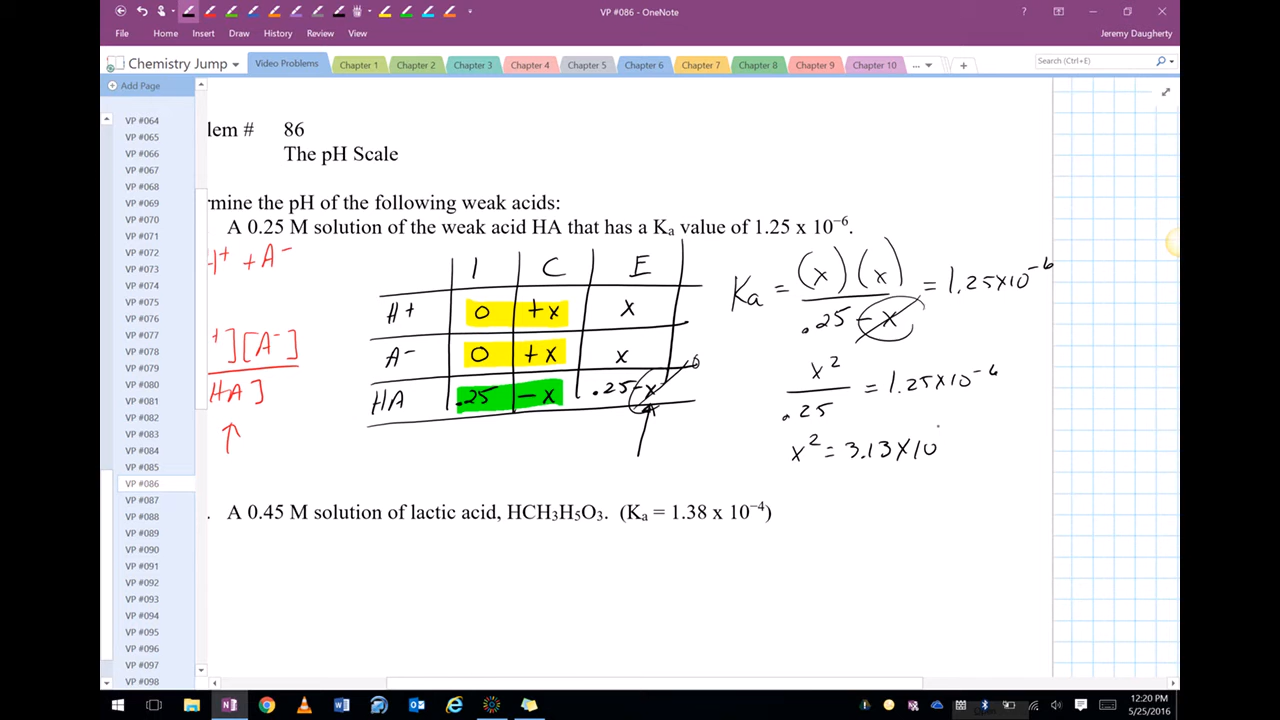 VP #086 - OneNote
?
File Home Insert Draw History Review View
Jeremy Daugherty
Chemistry Jump
Video Problems Chapter 1 Chapter 2 Chapter 3 Chapter 4 Chapter 5 Chapter 6 Chapter 7 Chapter 8 Chapter 9 Chapter 10 ... +
Search (Ctrl+E)
Add Page
VP #064
VP #065
VP #066
VP #067
VP #068
VP #069
VP #070
VP #071
VP #072
VP #073
VP #074
VP #075
VP #076
VP #077
VP #078
VP #079
VP #080
VP #081
VP #082
VP #083
VP #084
VP #085
VP #086
VP #087
VP #088
VP #089
VP #090
VP #091
VP #092
VP #093
VP #094
VP #095
VP #096
VP #097
VP #098
lem # 86
The pH Scale
rmine the pH of the following weak acids:
A 0.25 M solution of the weak acid HA that has a Kₐ value of 1.25 x 10⁻⁶.
H⁺ + A⁻
⁺][A⁻]
HA]
↑
I C E
H+ 0 +x x
A- 0 +x x
HA .25 -x .25-x 0
Ka = (x)(x) / .25 - x = 1.25x10⁻⁶
x² / .25 = 1.25x10⁻⁶
x² = 3.13x10
. A 0.45 M solution of lactic acid, HCH₃H₅O₃. (Kₐ = 1.38 x 10⁻⁴)
12:20 PM
5/25/2016